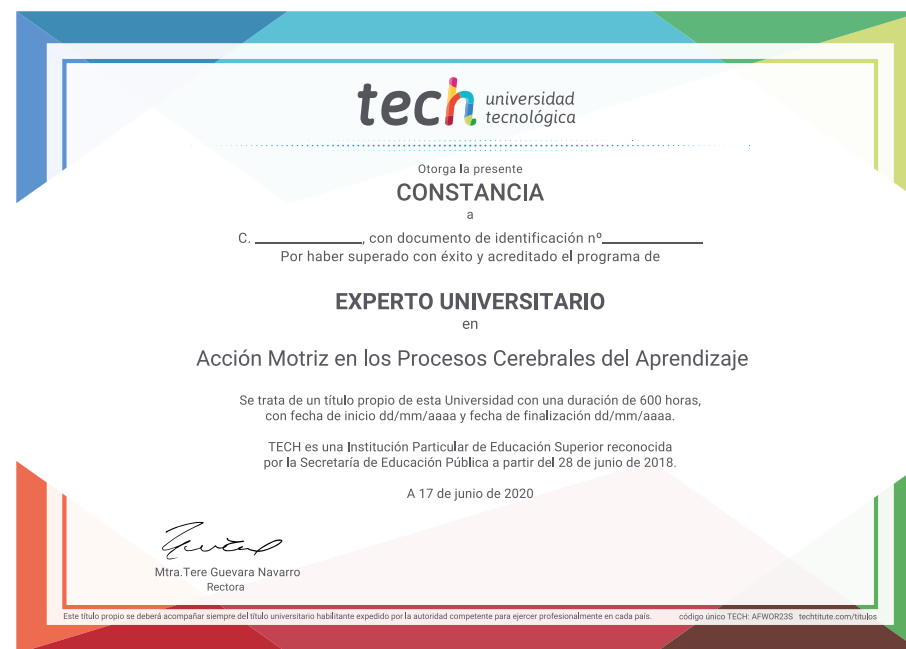 tech universidad
tecnológica
Otorga la presente
CONSTANCIA
a
C. ____________, con documento de identificación nº____________
Por haber superado con éxito y acreditado el programa de
EXPERTO UNIVERSITARIO
en
Acción Motriz en los Procesos Cerebrales del Aprendizaje
Se trata de un título propio de esta Universidad con una duración de 600 horas,
con fecha de inicio dd/mm/aaaa y fecha de finalización dd/mm/aaaa.
TECH es una Institución Particular de Educación Superior reconocida
por la Secretaría de Educación Pública a partir del 28 de junio de 2018.
A 17 de junio de 2020
Mtra.Tere Guevara Navarro
Rectora
Este título propio se deberá acompañar siempre del título universitario habilitante expedido por la autoridad competente para ejercer profesionalmente en cada país. código único TECH: AFWOR23S techtitute.com/titulos